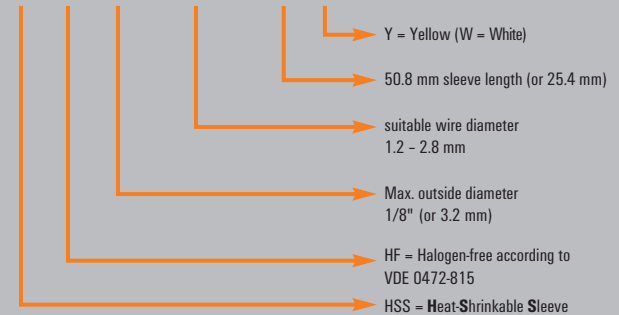 Y = Yellow (W = White)
50.8 mm sleeve length (or 25.4 mm)
suitable wire diameter
1.2 – 2.8 mm
Max. outside diameter
1/8" (or 3.2 mm)
HF = Halogen-free according to
VDE 0472-815
HSS = Heat-Shrinkable Sleeve